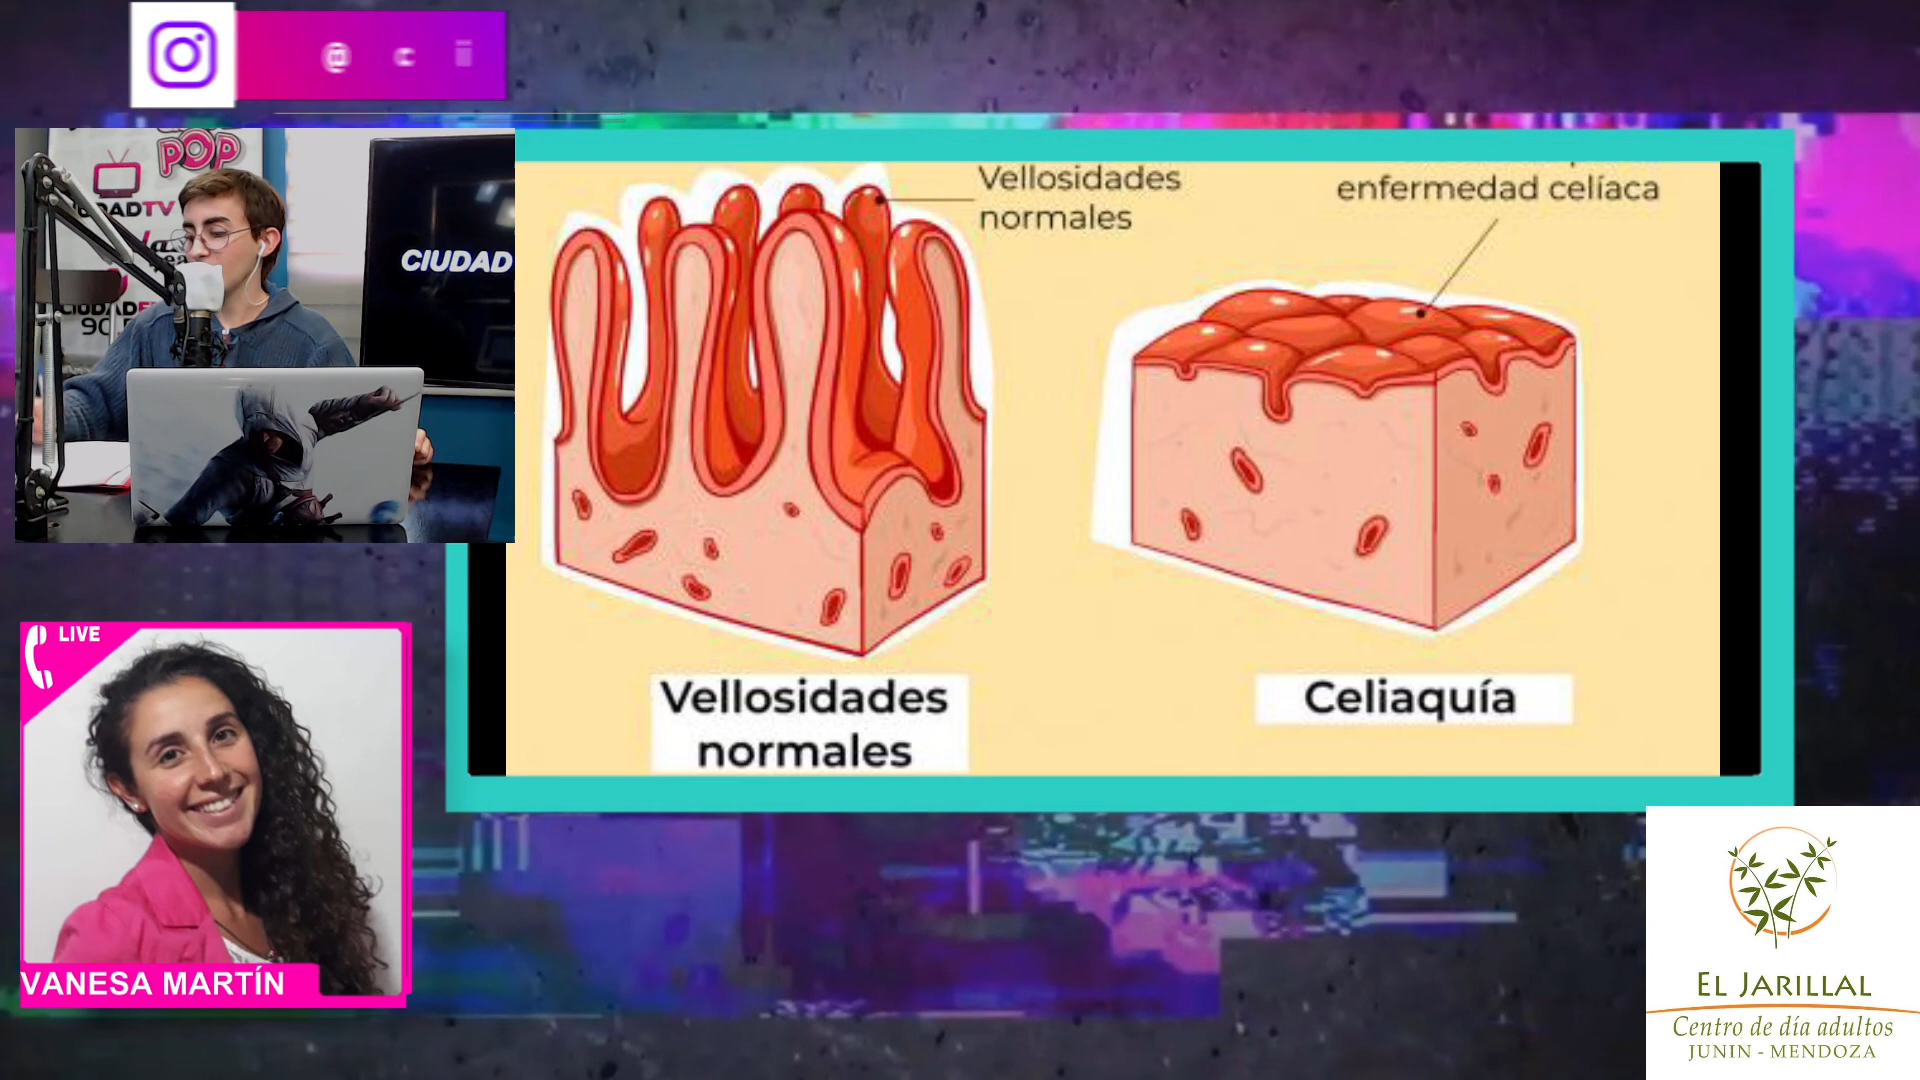 POP
CIUDAD
Vellosidades
normales
enfermedad celíaca
Vellosidades
normales
Celiaquía
LIVE
VANESA MARTÍN
EL JARILLAL
Centro de día adultos
JUNIN - MENDOZA